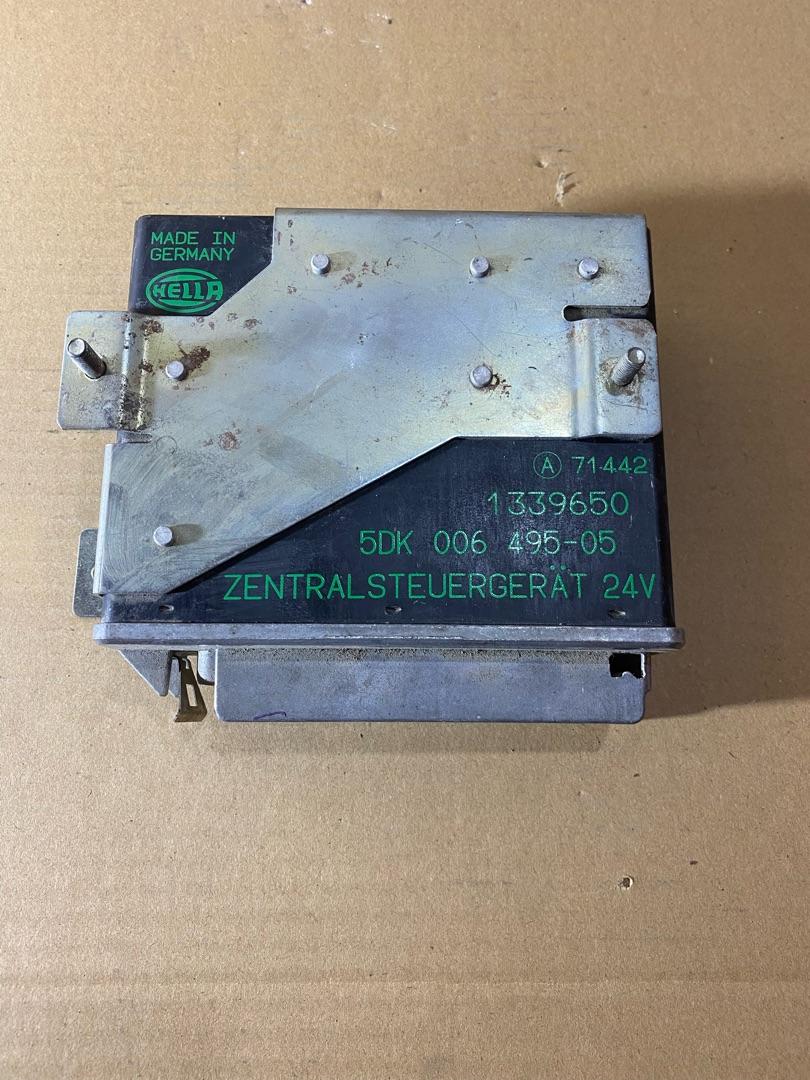 MADE IN
GERMANY
HELLA
A 71442
1339650
5DK 006 495-05
ZENTRALSTEUERGERÄT 24V